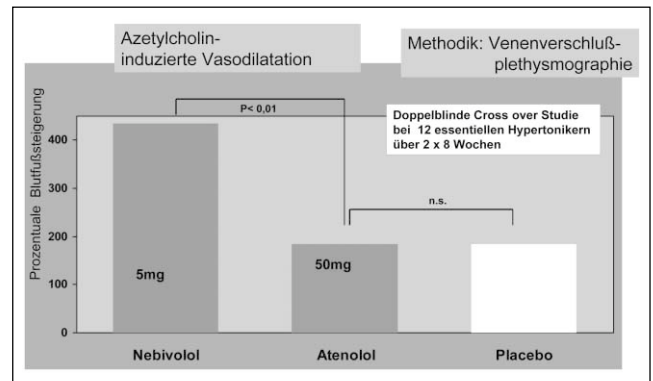 Azetylcholin-
induzierte Vasodilatation
Methodik: Venenverschluß-
plethysmographie
P< 0,01
Doppelblinde Cross over Studie
bei 12 essentiellen Hypertonikern
über 2 x 8 Wochen
n.s.
Prozentuale Blutfußsteigerung
400
300
200
100
0
5mg
50mg
Nebivolol
Atenolol
Placebo